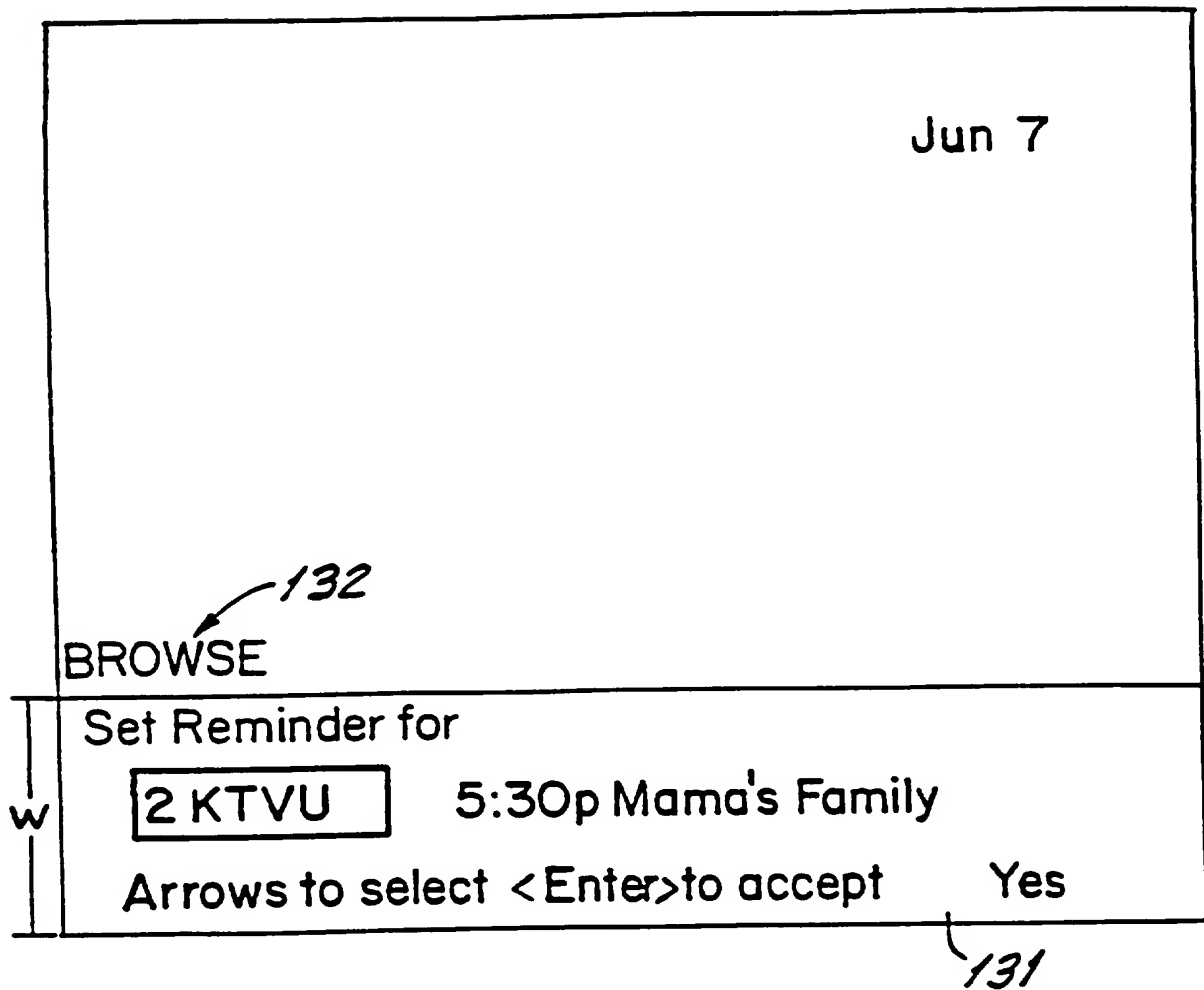 Jun 7
132
BROWSE
Set Reminder for
2 KTVU 5:30p Mama's Family
W
Arrows to select <Enter>to accept Yes
131